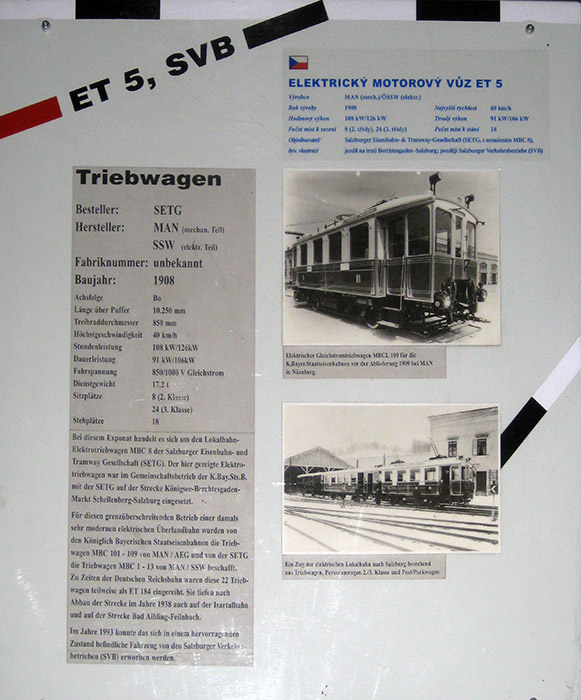 ET 5, SVB
ELEKTRICKÝ MOTOROVÝ VŮZ ET 5
Výrobce MAN (mech.)/ÖSSW (elektr.)
Rok výroby 1908 Nejvyšší rychlost 40 km/h
Hodinový výkon 108 kW/126 kW Trvalý výkon 91 kW/106 kW
Počet míst k sezení 8 (2. třídy), 24 (3. třídy) Počet míst k stání 18
Objednavatel/ Salzburger Eisenbahn- & Tramway-Gesellschaft (SETG, s označením MBC 8),
býv. vlastníci jezdil na trati Berchtesgaden–Salzburg; později Salzburger Verkehrsbetriebe (SVB)
Triebwagen
Besteller: SETG
Hersteller: MAN (mechan. Teil)
SSW (elektr. Teil)
Fabriknummer: unbekannt
Baujahr: 1908
Achsfolge Bo
Länge über Puffer 10.250 mm
Treibraddurchmesser 850 mm
Höchstgeschwindigkeit 40 km/h
Stundenleistung 108 kW/126kW
Dauerleistung 91 kW/106kW
Fahrspannung 850/1000 V Gleichstrom
Dienstgewicht 17,2 t
Sitzplätze 8 (2. Klasse)
24 (3. Klasse)
Stehplätze 18
Bei diesem Exponat handelt es sich um den Lokalbahn-
Elektrotriebwagen MBC 8 der Salzburger Eisenbahn- und
Tramway Gesellschaft (SETG). Der hier gezeigte Elektro-
triebwagen war im Gemeinschaftsbetrieb der K.Bay.Sts.B.
mit der SETG auf der Strecke Königsee-Berchtesgaden-
Markt Schellenberg-Salzburg eingesetzt.
Für diesen grenzüberschreitenden Betrieb einer damals
sehr modernen elektrischen Überlandbahn wurden von
den Königlich Bayerischen Staatseisenbahnen die Trieb-
wagen MBC 101 - 109 von MAN / AEG und von der SETG
die Triebwagen MBC 1 - 13 von MAN / SSW beschafft.
Zu Zeiten der Deutschen Reichsbahn waren diese 22 Trieb-
wagen teilweise als ET 184 eingereiht. Sie liefen nach
Abbau der Strecke im Jahre 1938 auch auf der Isartalbahn
und auf der Strecke Bad Aibling-Feilnbach.
Im Jahre 1993 konnte das sich in einem hervorragenden
Zustand befindliche Fahrzeug von den Salzburger Verkehrs-
betrieben (SVB) erworben werden.
Elektrischer Gleichstromtriebwagen MBCL 109 für die
K.Bayer.Staatseisenbahnen vor der Ablieferung 1908 bei MAN
in Nürnberg.
Ein Zug der elektrischen Lokalbahn nach Salzburg bestehend
aus Triebwagen, Personenwagen 2./3. Klasse und Post/Packwagen